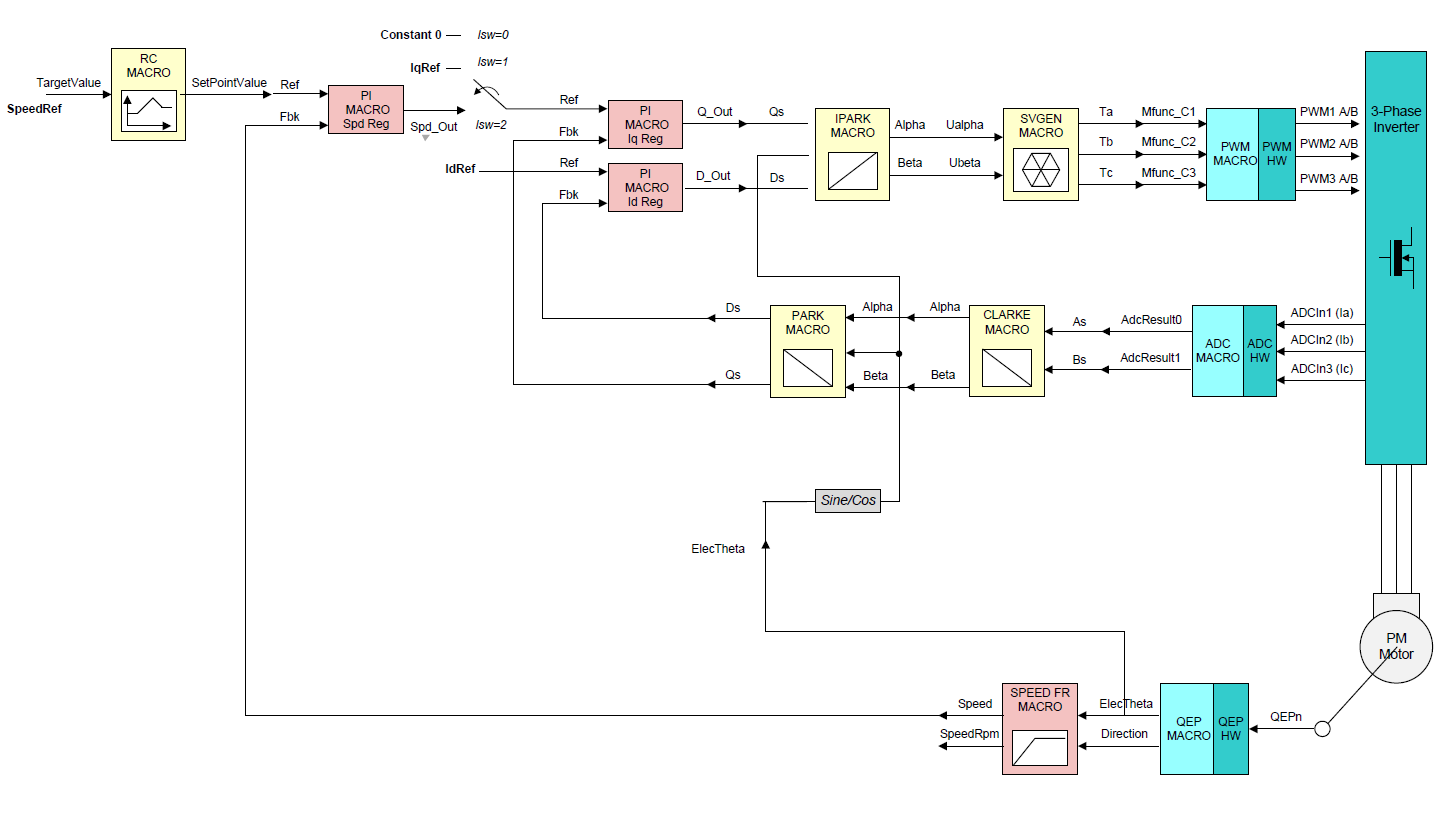 Constant 0
lsw=0
IqRef
lsw=1
RC
MACRO
TargetValue
SpeedRef
SetPointValue
Ref
Fbk
PI
MACRO
Spd Reg
Spd_Out
lsw=2
Ref
Fbk
PI
MACRO
Iq Reg
IdRef
Ref
Fbk
PI
MACRO
Id Reg
Q_Out
Qs
D_Out
Ds
IPARK
MACRO
Alpha
Ualpha
Beta
Ubeta
SVGEN
MACRO
Ta
Mfunc_C1
Tb
Mfunc_C2
Tc
Mfunc_C3
PWM
MACRO
PWM
HW
PWM1 A/B
PWM2 A/B
PWM3 A/B
3-Phase
Inverter
Ds
Qs
PARK
MACRO
Alpha
Alpha
Beta
Beta
CLARKE
MACRO
As
AdcResult0
Bs
AdcResult1
ADC
MACRO
ADC
HW
ADCIn1 (Ia)
ADCIn2 (Ib)
ADCIn3 (Ic)
Sine/Cos
ElecTheta
PM
Motor
Speed
SpeedRpm
SPEED FR
MACRO
ElecTheta
Direction
QEP
MACRO
QEP
HW
QEPn